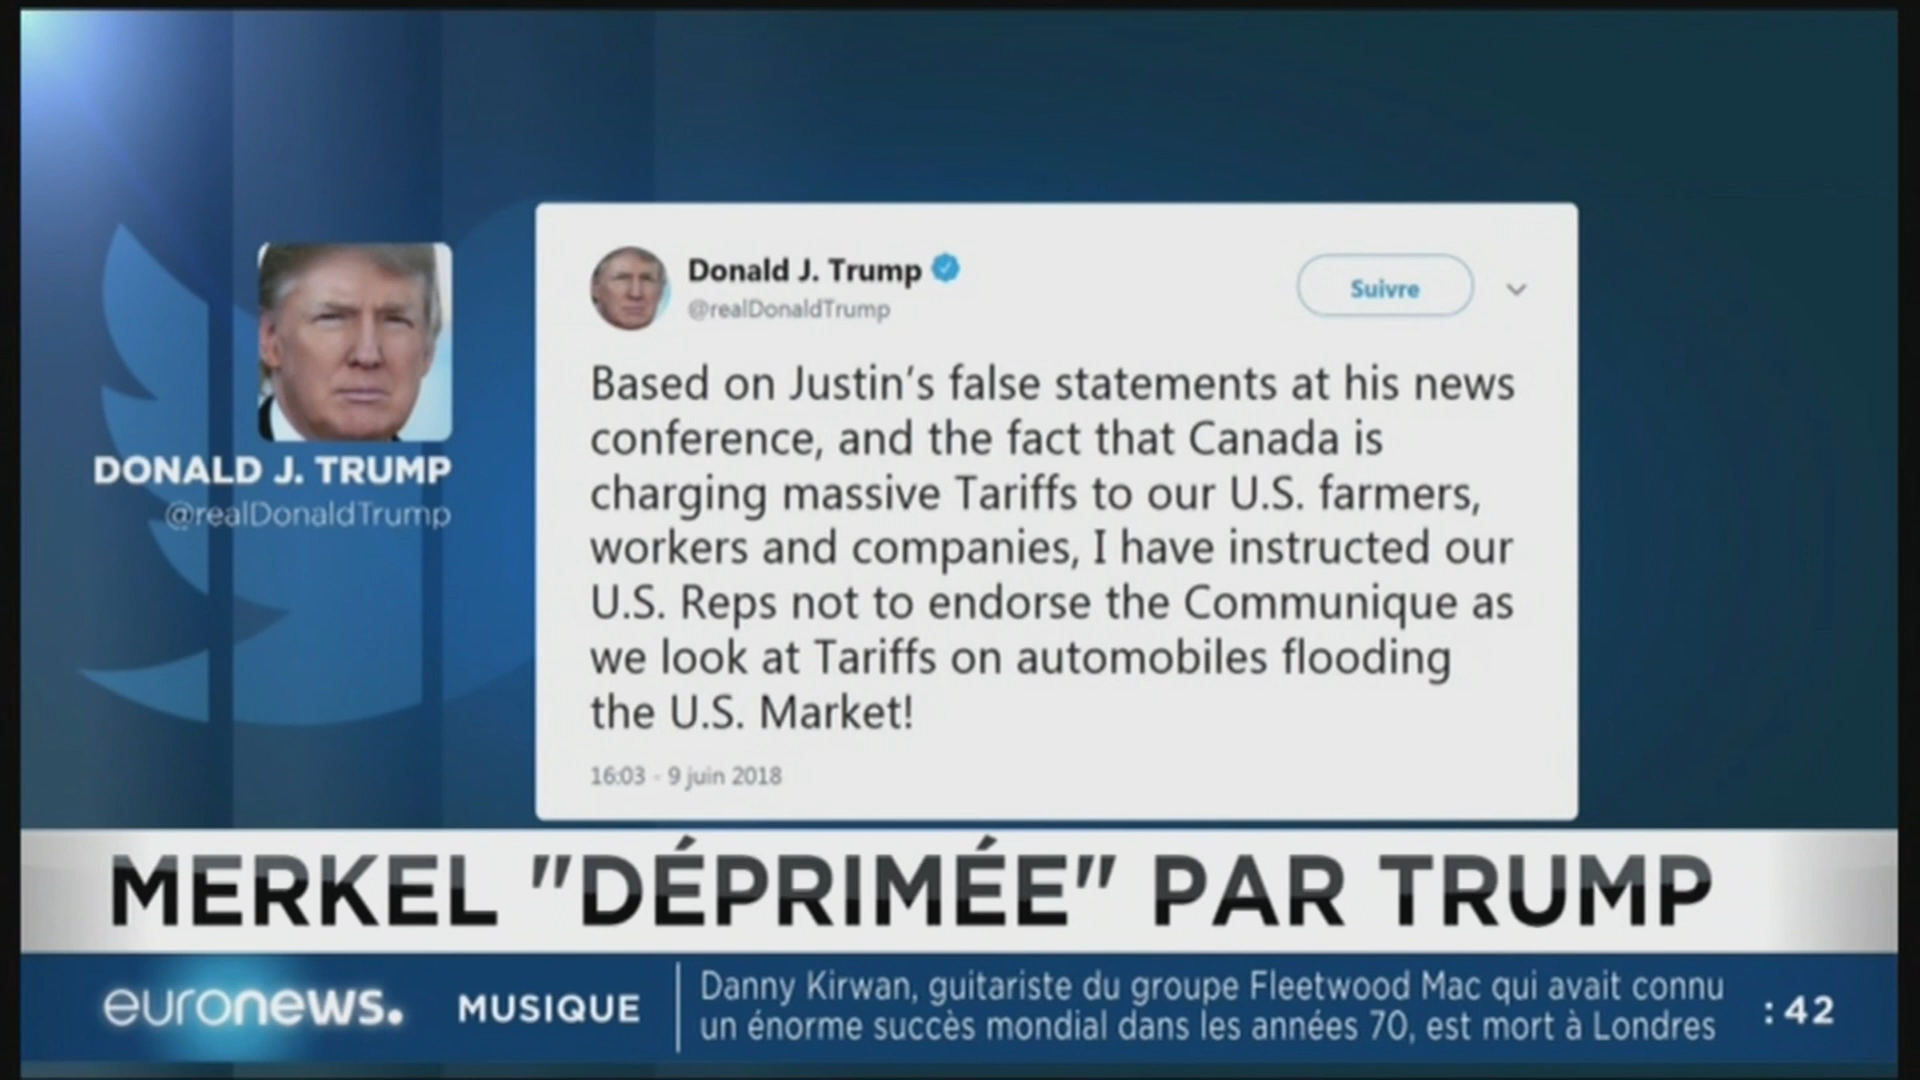 DONALD J. TRUMP
@realDonaldTrump
Donald J. Trump
@realDonaldTrump
Suivre
Based on Justin's false statements at his news
conference, and the fact that Canada is
charging massive Tariffs to our U.S. farmers,
workers and companies, I have instructed our
U.S. Reps not to endorse the Communique as
we look at Tariffs on automobiles flooding
the U.S. Market!
16:03 - 9 juin 2018
MERKEL "DÉPRIMÉE" PAR TRUMP
euronews.
MUSIQUE
Danny Kirwan, guitariste du groupe Fleetwood Mac qui avait connu
un énorme succès mondial dans les années 70, est mort à Londres
:42